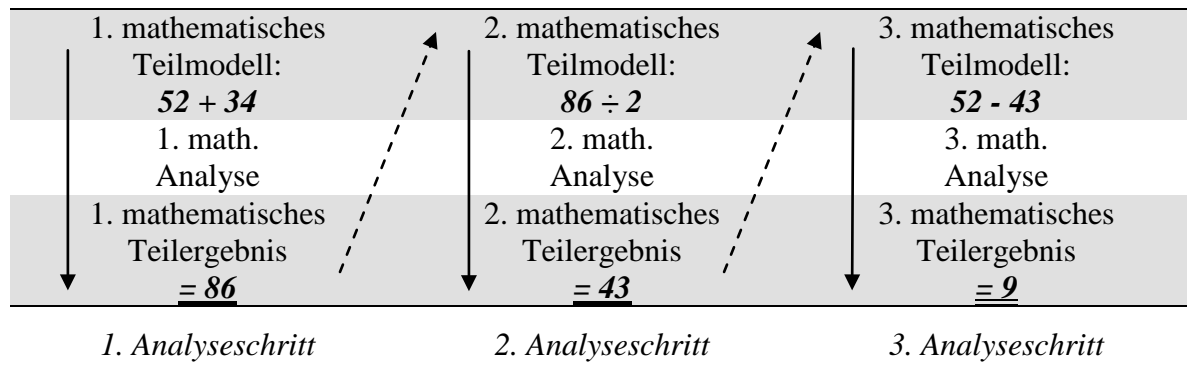 1. mathematisches
Teilmodell:
52 + 34
1. math.
Analyse
1. mathematisches
Teilergebnis
= 86
1. Analyseschritt
2. mathematisches
Teilmodell:
86 ÷ 2
2. math.
Analyse
2. mathematisches
Teilergebnis
= 43
2. Analyseschritt
3. mathematisches
Teilmodell:
52 - 43
3. math.
Analyse
3. mathematisches
Teilergebnis
= 9
3. Analyseschritt